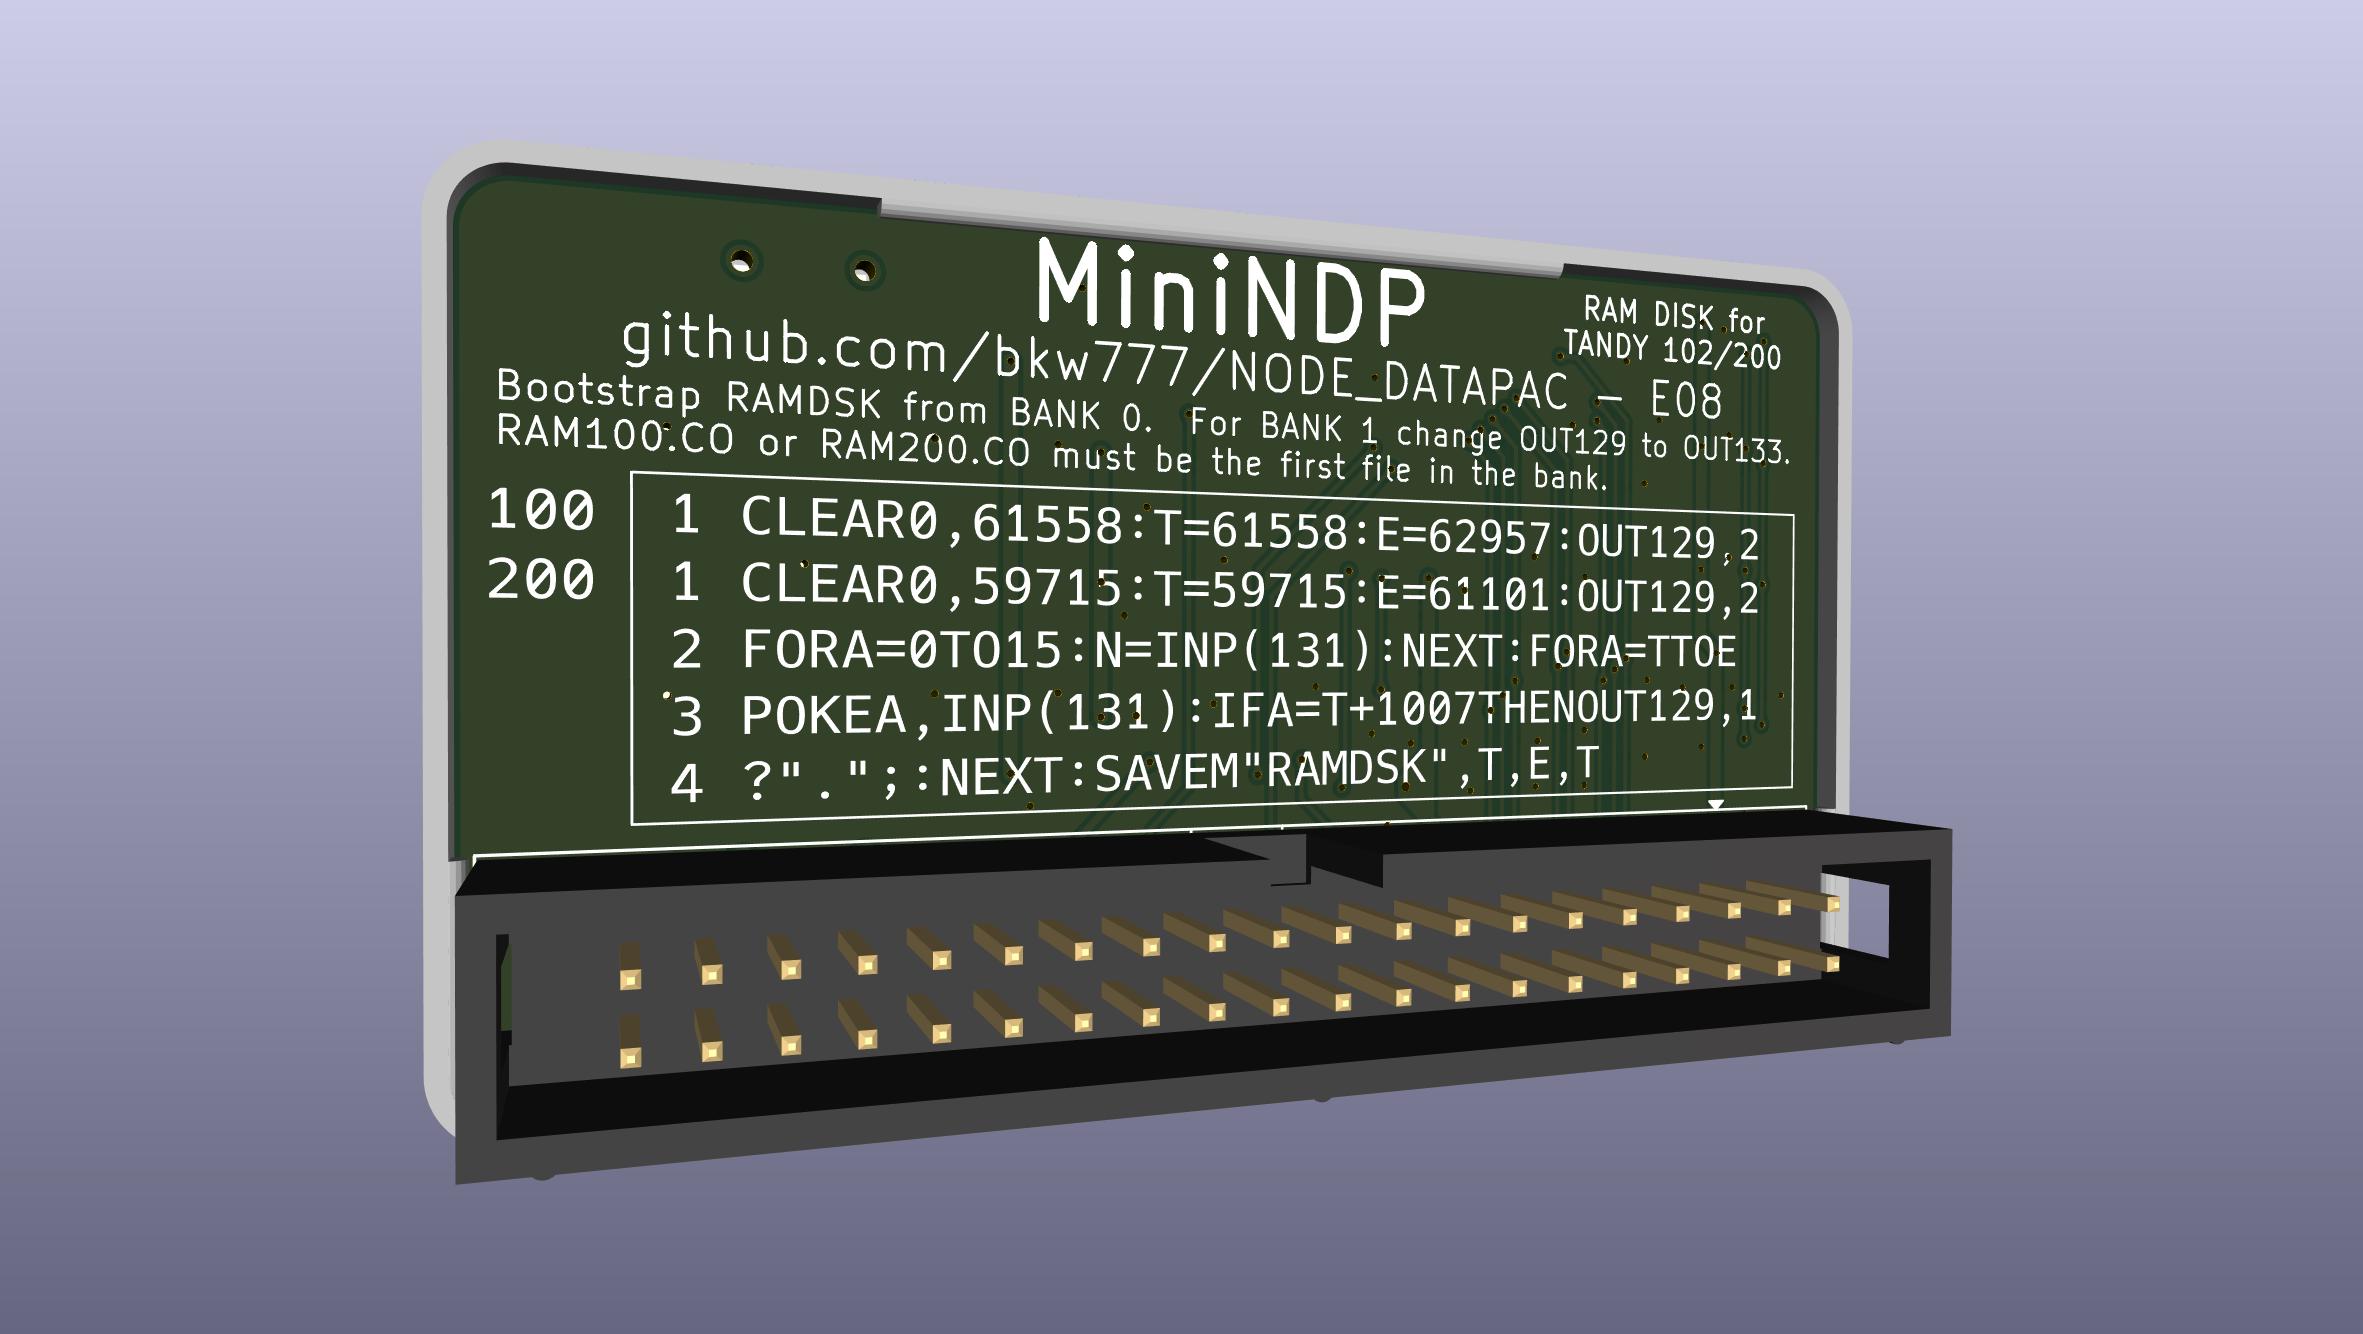 MiniNDP
RAM DISK for
TANDY 102/200
github.com/bkw777/NODE_DATAPAC – E08
Bootstrap RAMDSK from BANK 0.  For BANK 1 change OUT129 to OUT133.
RAM100.CO or RAM200.CO must be the first file in the bank.
100 1 CLEAR0,61558:T=61558:E=62957:OUT129,2
200 1 CLEAR0,59715:T=59715:E=61101:OUT129,2
2 FORA=0TO15:N=INP(131):NEXT:FORA=TTOE
3 POKEA,INP(131):IFA=T+1007THENOUT129,1
4 ?".";:NEXT:SAVEM"RAMDSK",T,E,T